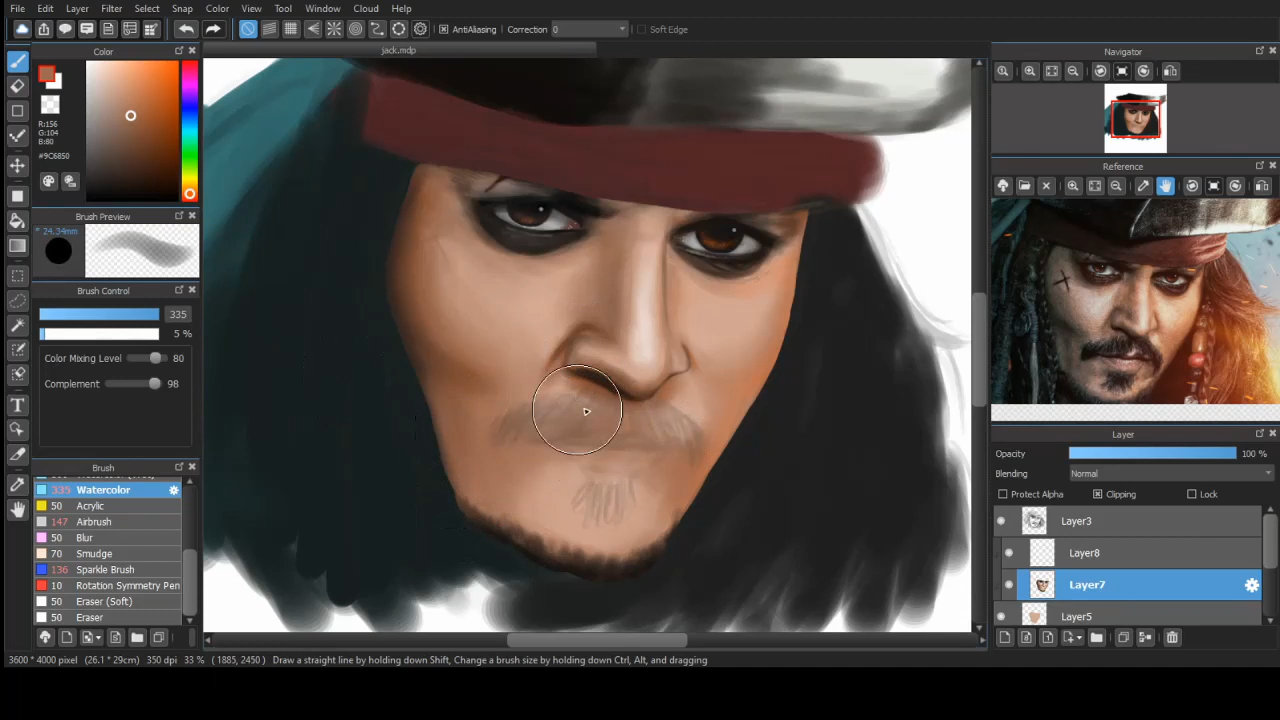 File Edit Layer Filter Select Snap Color View Tool Window Cloud Help
AntiAliasing Correction 0 Soft Edge
Color
jack.mdp
Navigator
R:156
G:104
B:80
#9C6850
Reference
Brush Preview
* 24.34mm
Brush Control
335
5 %
Color Mixing Level 80
Complement 98
Layer
Opacity 100 %
Blending Normal
Protect Alpha Clipping Lock
Brush
335 Watercolor
50 Acrylic
147 Airbrush
50 Blur
70 Smudge
136 Sparkle Brush
10 Rotation Symmetry Pen
50 Eraser (Soft)
50 Eraser
Layer3
Layer8
Layer7
Layer5
3600 * 4000 pixel (26.1 * 29cm) 350 dpi 33 % ( 1885, 2450 ) Draw a straight line by holding down Shift, Change a brush size by holding down Ctrl, Alt, and dragging